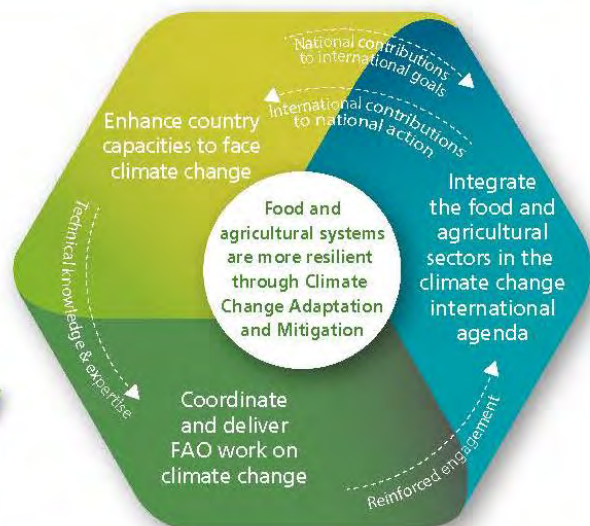 National contributions
to international goals
International contributions
to national action
Enhance country
capacities to face
climate change
Food and
agricultural systems
are more resilient
through Climate
Change Adaptation
and Mitigation
Integrate
the food and
agricultural
sectors in the
climate change
international
agenda
Technical knowledge & expertise
Coordinate
and deliver
FAO work on
climate change
Reinforced engagement